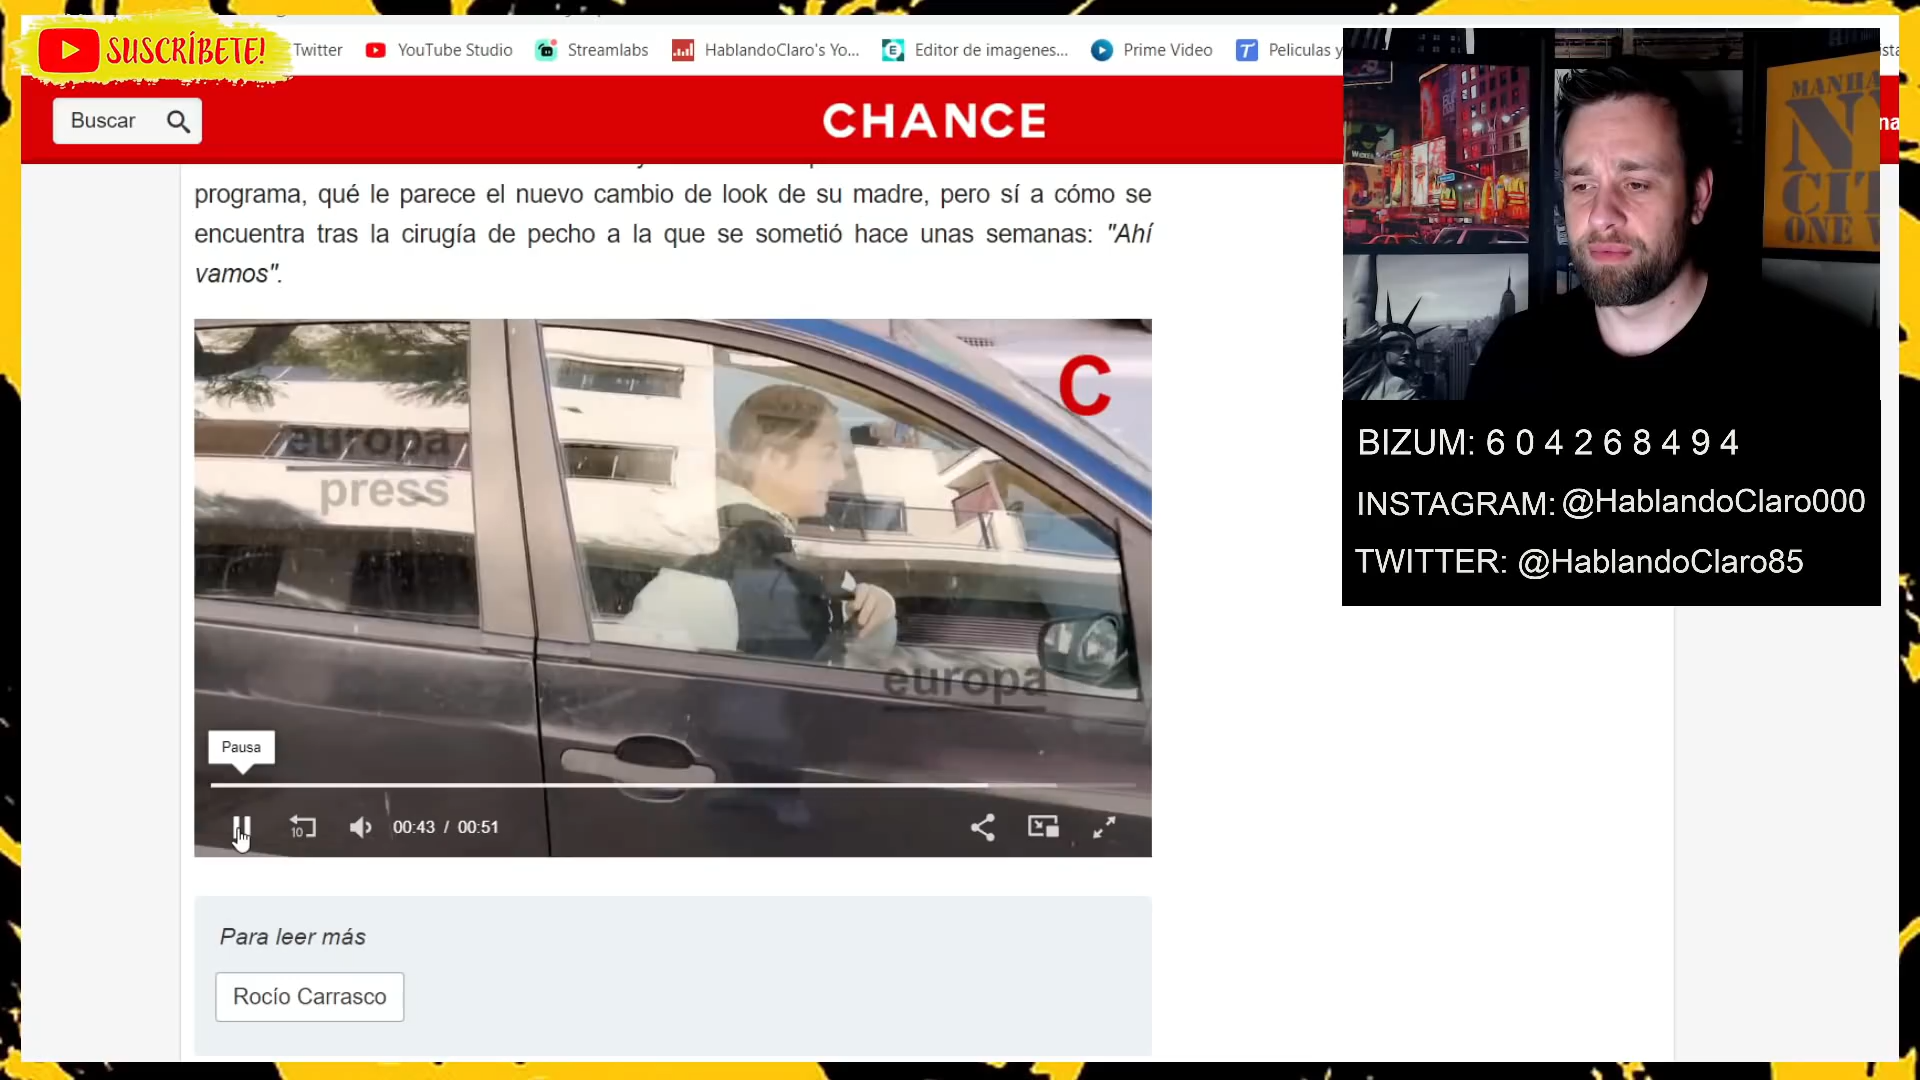 SUSCRÍBETE!
Twitter
YouTube Studio
Streamlabs
HablandoClaro's Yo...
Editor de imagenes...
Prime Video
Peliculas y
Buscar
CHANCE
programa, qué le parece el nuevo cambio de look de su madre, pero sí a cómo se
encuentra tras la cirugía de pecho a la que se sometió hace unas semanas: "Ahí
vamos".
C
europa
press
europa
Pausa
10
00:43 / 00:51
Para leer más
Rocío Carrasco
BIZUM: 6 0 4 2 6 8 4 9 4
INSTAGRAM: @HablandoClaro000
TWITTER: @HablandoClaro85